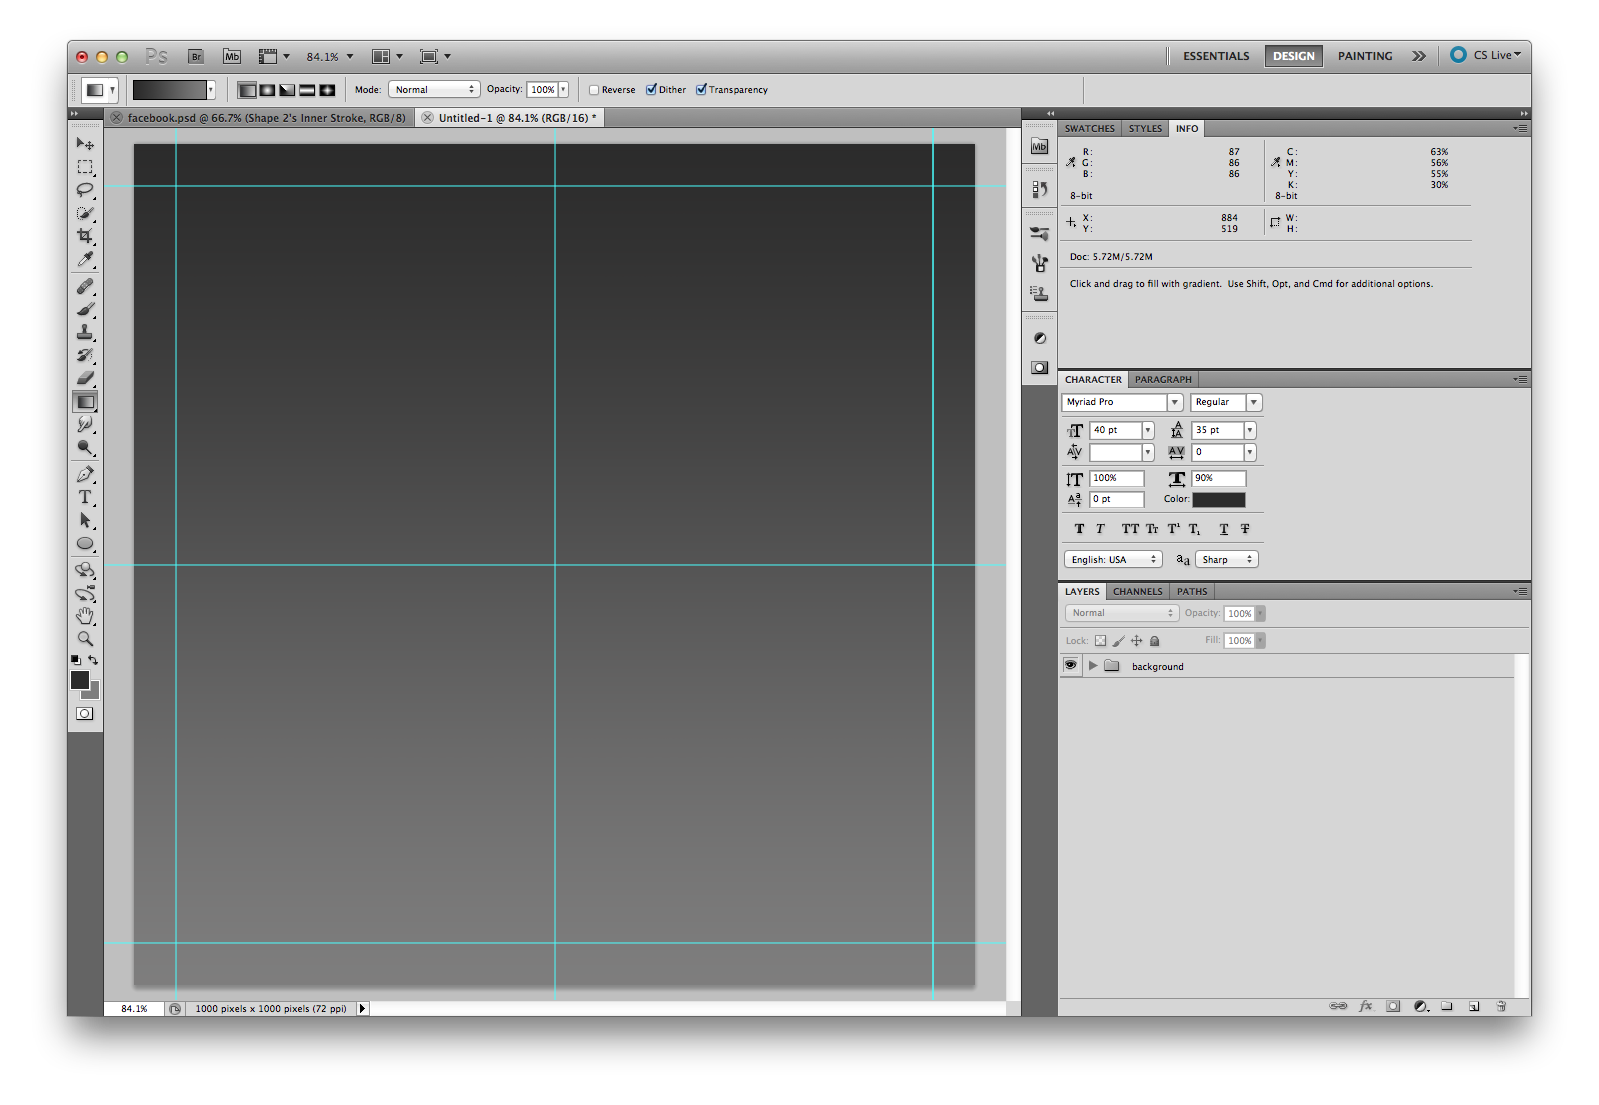 Ps Br Mb 84.1% ESSENTIALS DESIGN PAINTING CS Live
Mode: Normal Opacity: 100% Reverse Dither Transparency
facebook.psd @ 66.7% (Shape 2's Inner Stroke, RGB/8) Untitled-1 @ 84.1% (RGB/16) *
SWATCHES STYLES INFO
Mb
R: 87 C: 63%
G: 86 M: 56%
B: 86 Y: 55%
K: 30%
8-bit 8-bit
X: 884 W:
Y: 519 H:
Doc: 5.72M/5.72M
Click and drag to fill with gradient. Use Shift, Opt, and Cmd for additional options.
CHARACTER PARAGRAPH
Myriad Pro Regular
40 pt 35 pt
0
100% 90%
0 pt Color:
T T TT Tt T¹ T₁ T T
English: USA aa Sharp
LAYERS CHANNELS PATHS
Normal Opacity: 100%
Lock: Fill: 100%
background
84.1% 1000 pixels x 1000 pixels (72 ppi) fx